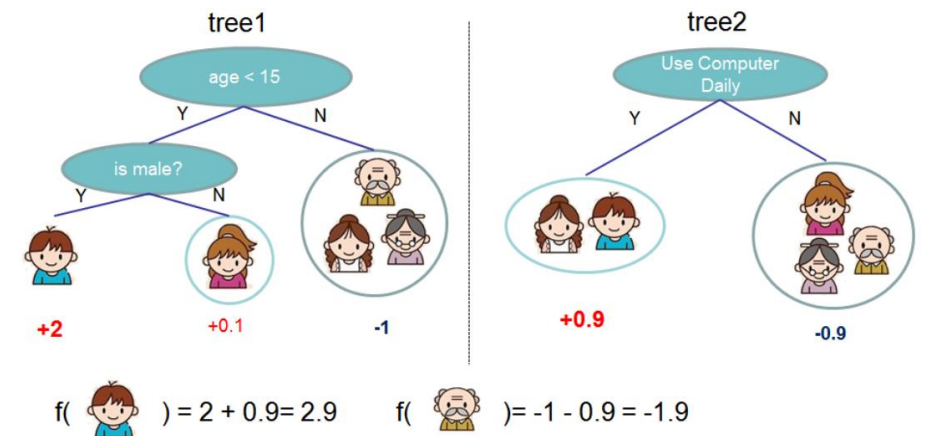 tree1
tree2
age < 15
Use Computer
Daily
Y
N
Y
N
is male?
Y
N
+2
+0.1
-1
+0.9
-0.9
f( ) = 2 + 0.9= 2.9
f( )= -1 - 0.9 = -1.9